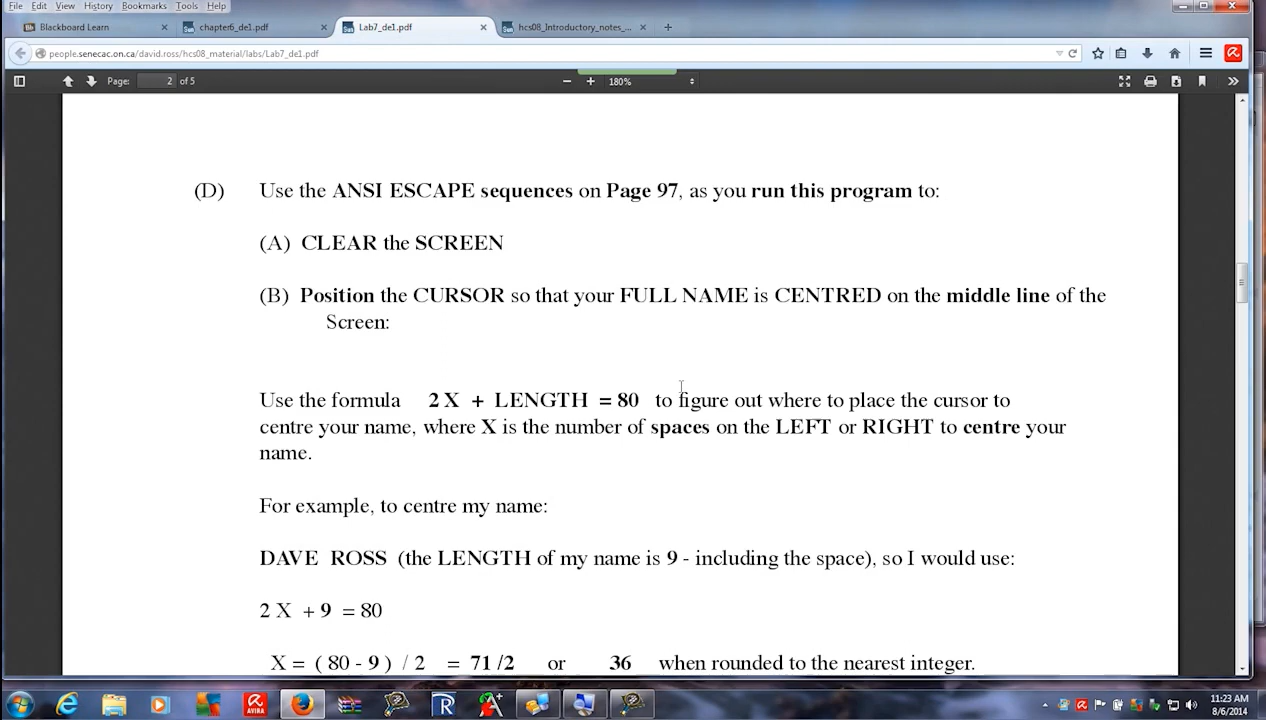 File Edit View History Bookmarks Tools Help
Blackboard Learn × chapter6_de1.pdf × Lab7_de1.pdf × hcs08_Introductory_notes_... × +
people.senecac.on.ca/david.ross/hcs08_material/labs/Lab7_de1.pdf
Page: 2 of 5 180%
(D) Use the ANSI ESCAPE sequences on Page 97, as you run this program to:
(A) CLEAR the SCREEN
(B) Position the CURSOR so that your FULL NAME is CENTRED on the middle line of the
Screen:
Use the formula 2 X + LENGTH = 80 to figure out where to place the cursor to
centre your name, where X is the number of spaces on the LEFT or RIGHT to centre your
name.
For example, to centre my name:
DAVE ROSS (the LENGTH of my name is 9 - including the space), so I would use:
2 X + 9 = 80
X = ( 80 - 9 ) / 2 = 71 /2 or 36 when rounded to the nearest integer.
AVIRA
R
A
11:23 AM
8/6/2014